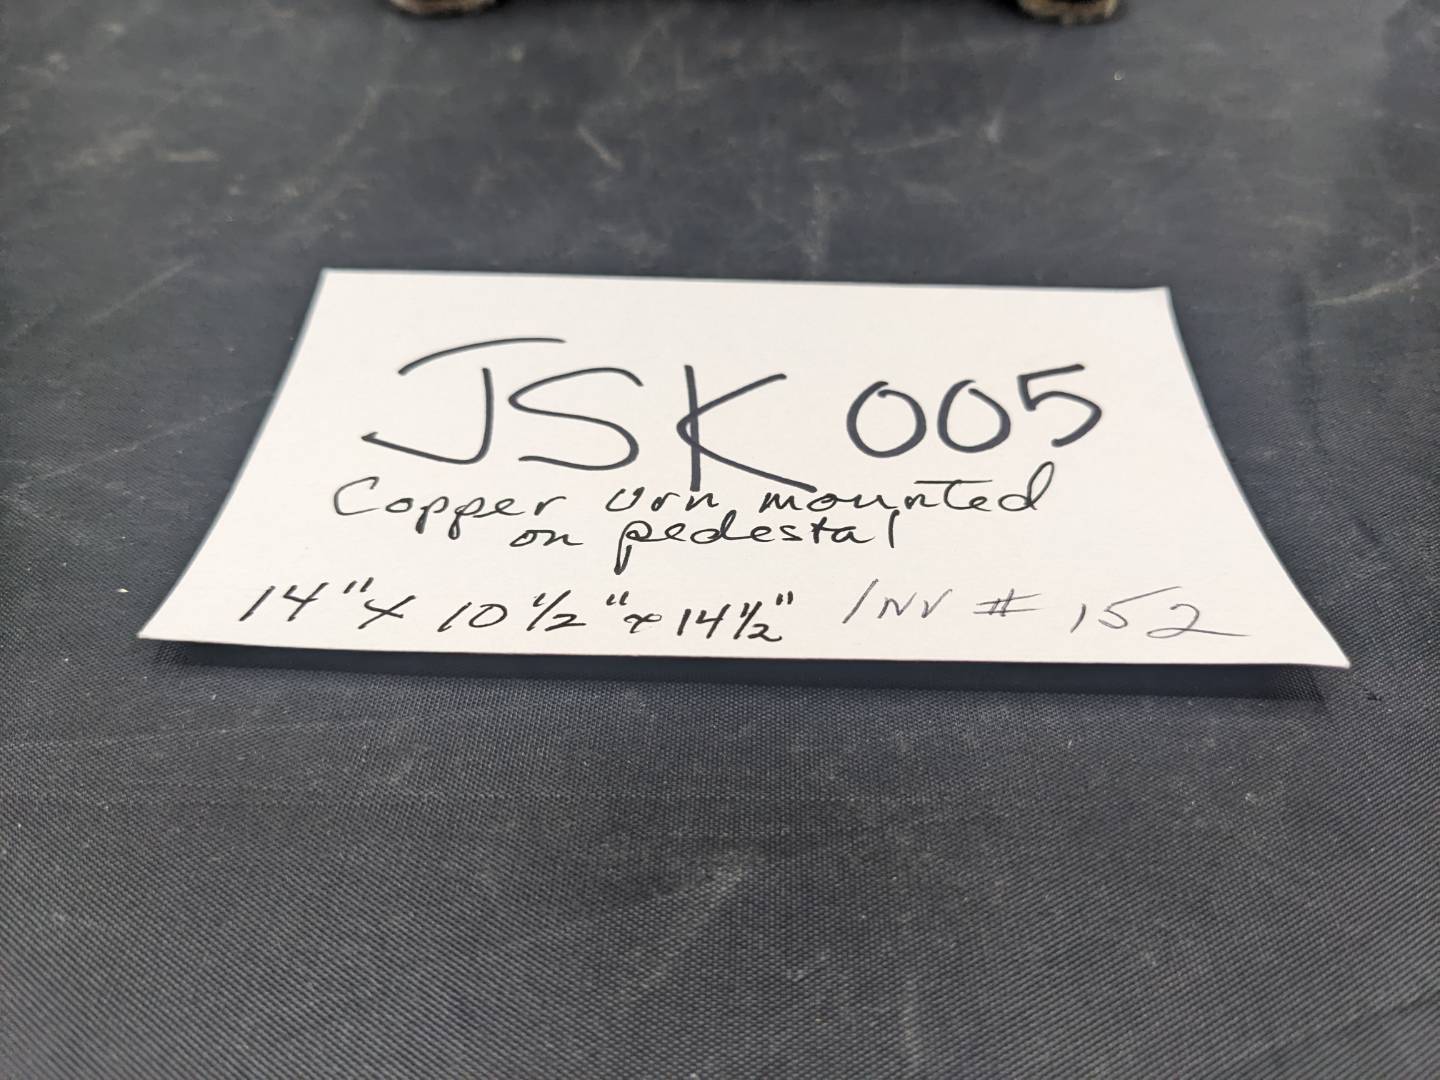 JSK 005
Copper urn mounted
on pedestal
14" x 10 1/2" x 14 1/2" INV # 152